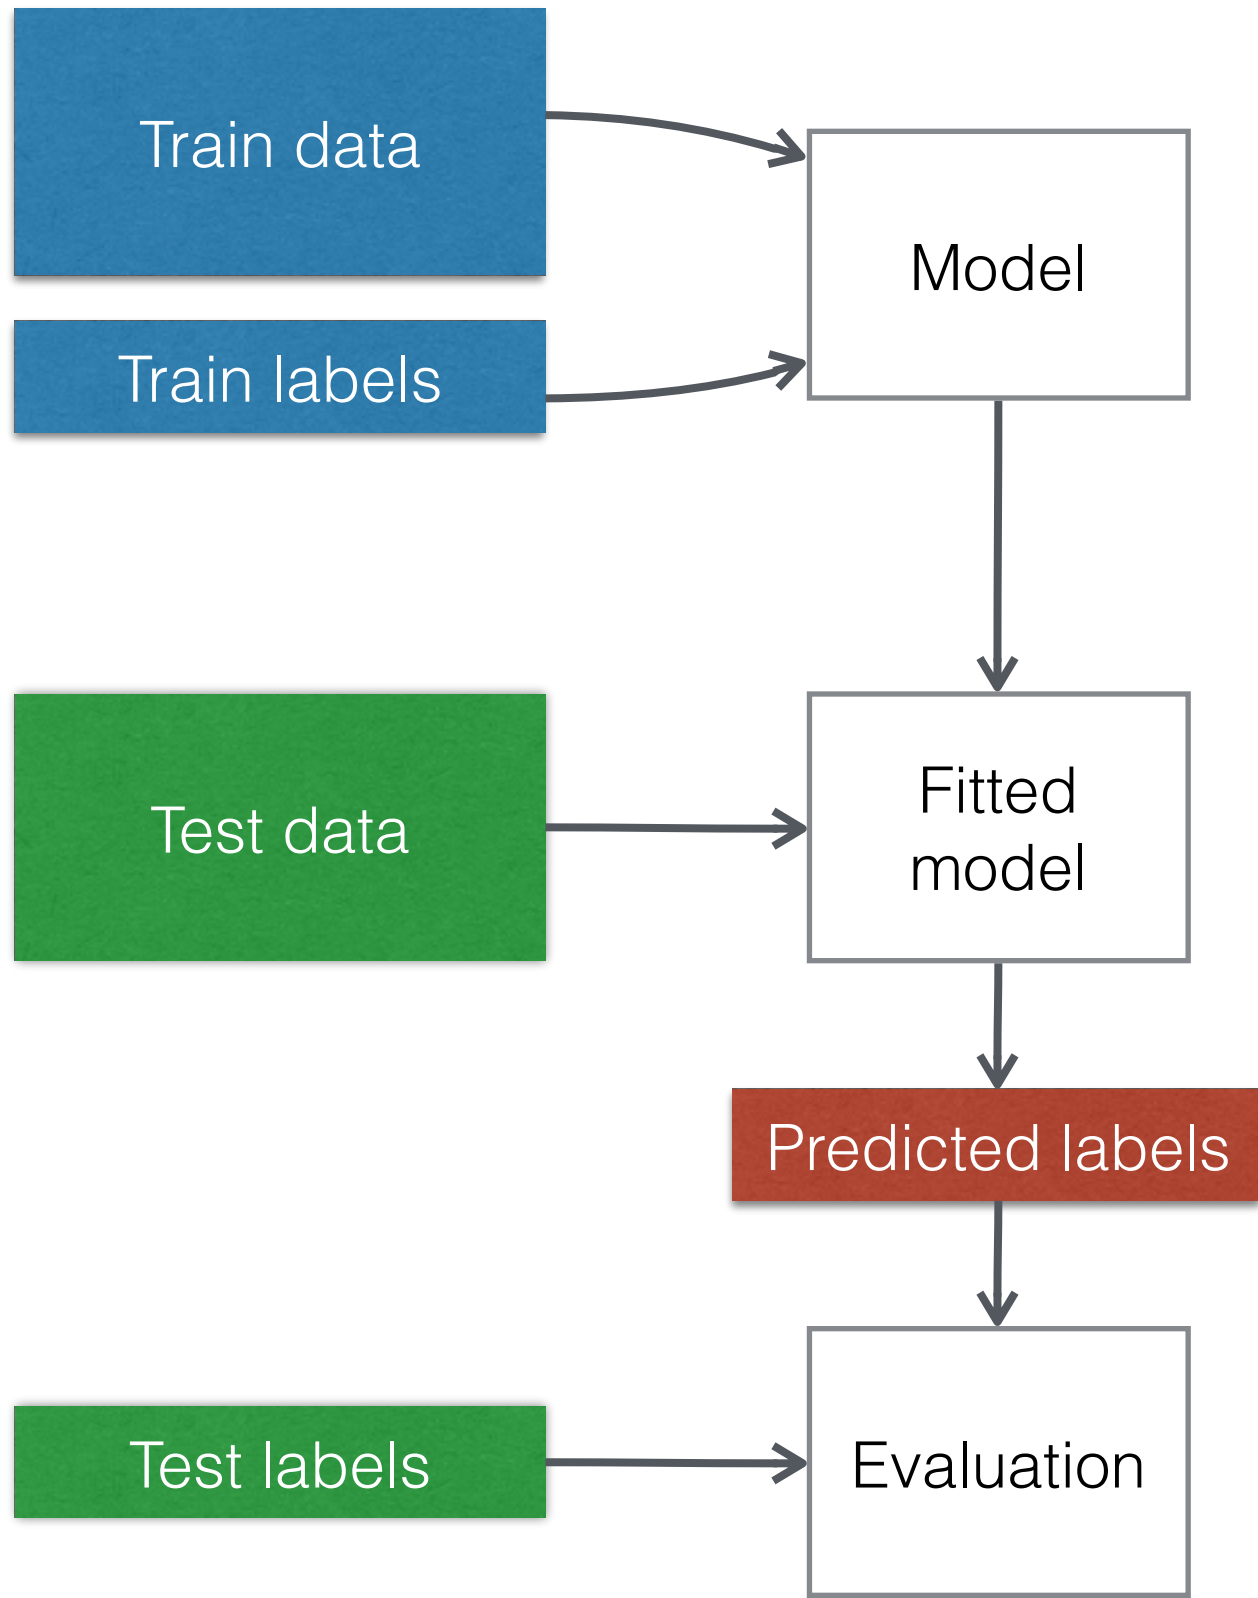 Train data
Model
Train labels
Test data
Fitted
model
Predicted labels
Test labels
Evaluation